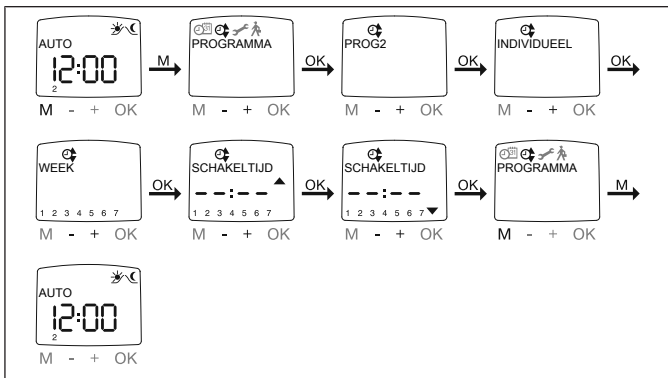 AUTO
12:00
2
M - + OK
M
31
PROGRAMMA
M - + OK
OK
PROG2
M - + OK
OK
INDIVIDUEEL
M - + OK
OK
WEEK
1 2 3 4 5 6 7
M - + OK
OK
SCHAKELTIJD
--:--
1 2 3 4 5 6 7
M - + OK
OK
SCHAKELTIJD
--:--
1 2 3 4 5 6 7
M - + OK
OK
31
PROGRAMMA
M - + OK
M
AUTO
12:00
2
M - + OK